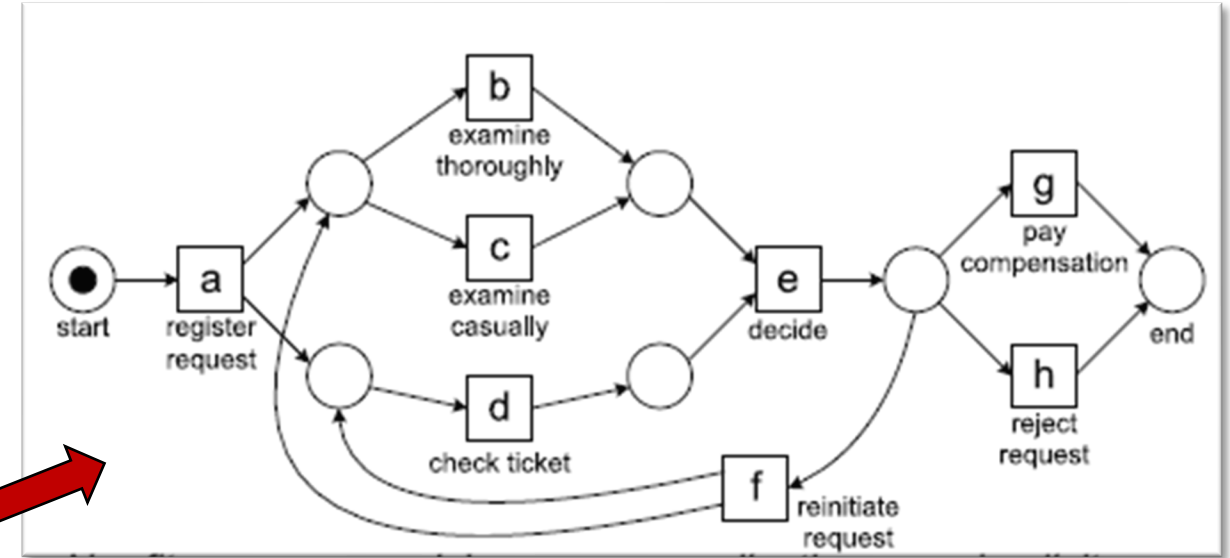 b
examine
thoroughly
g
pay
compensation
c
examine
casually
a
register
request
start
e
decide
end
h
reject
request
d
check ticket
f
reinitiate
request